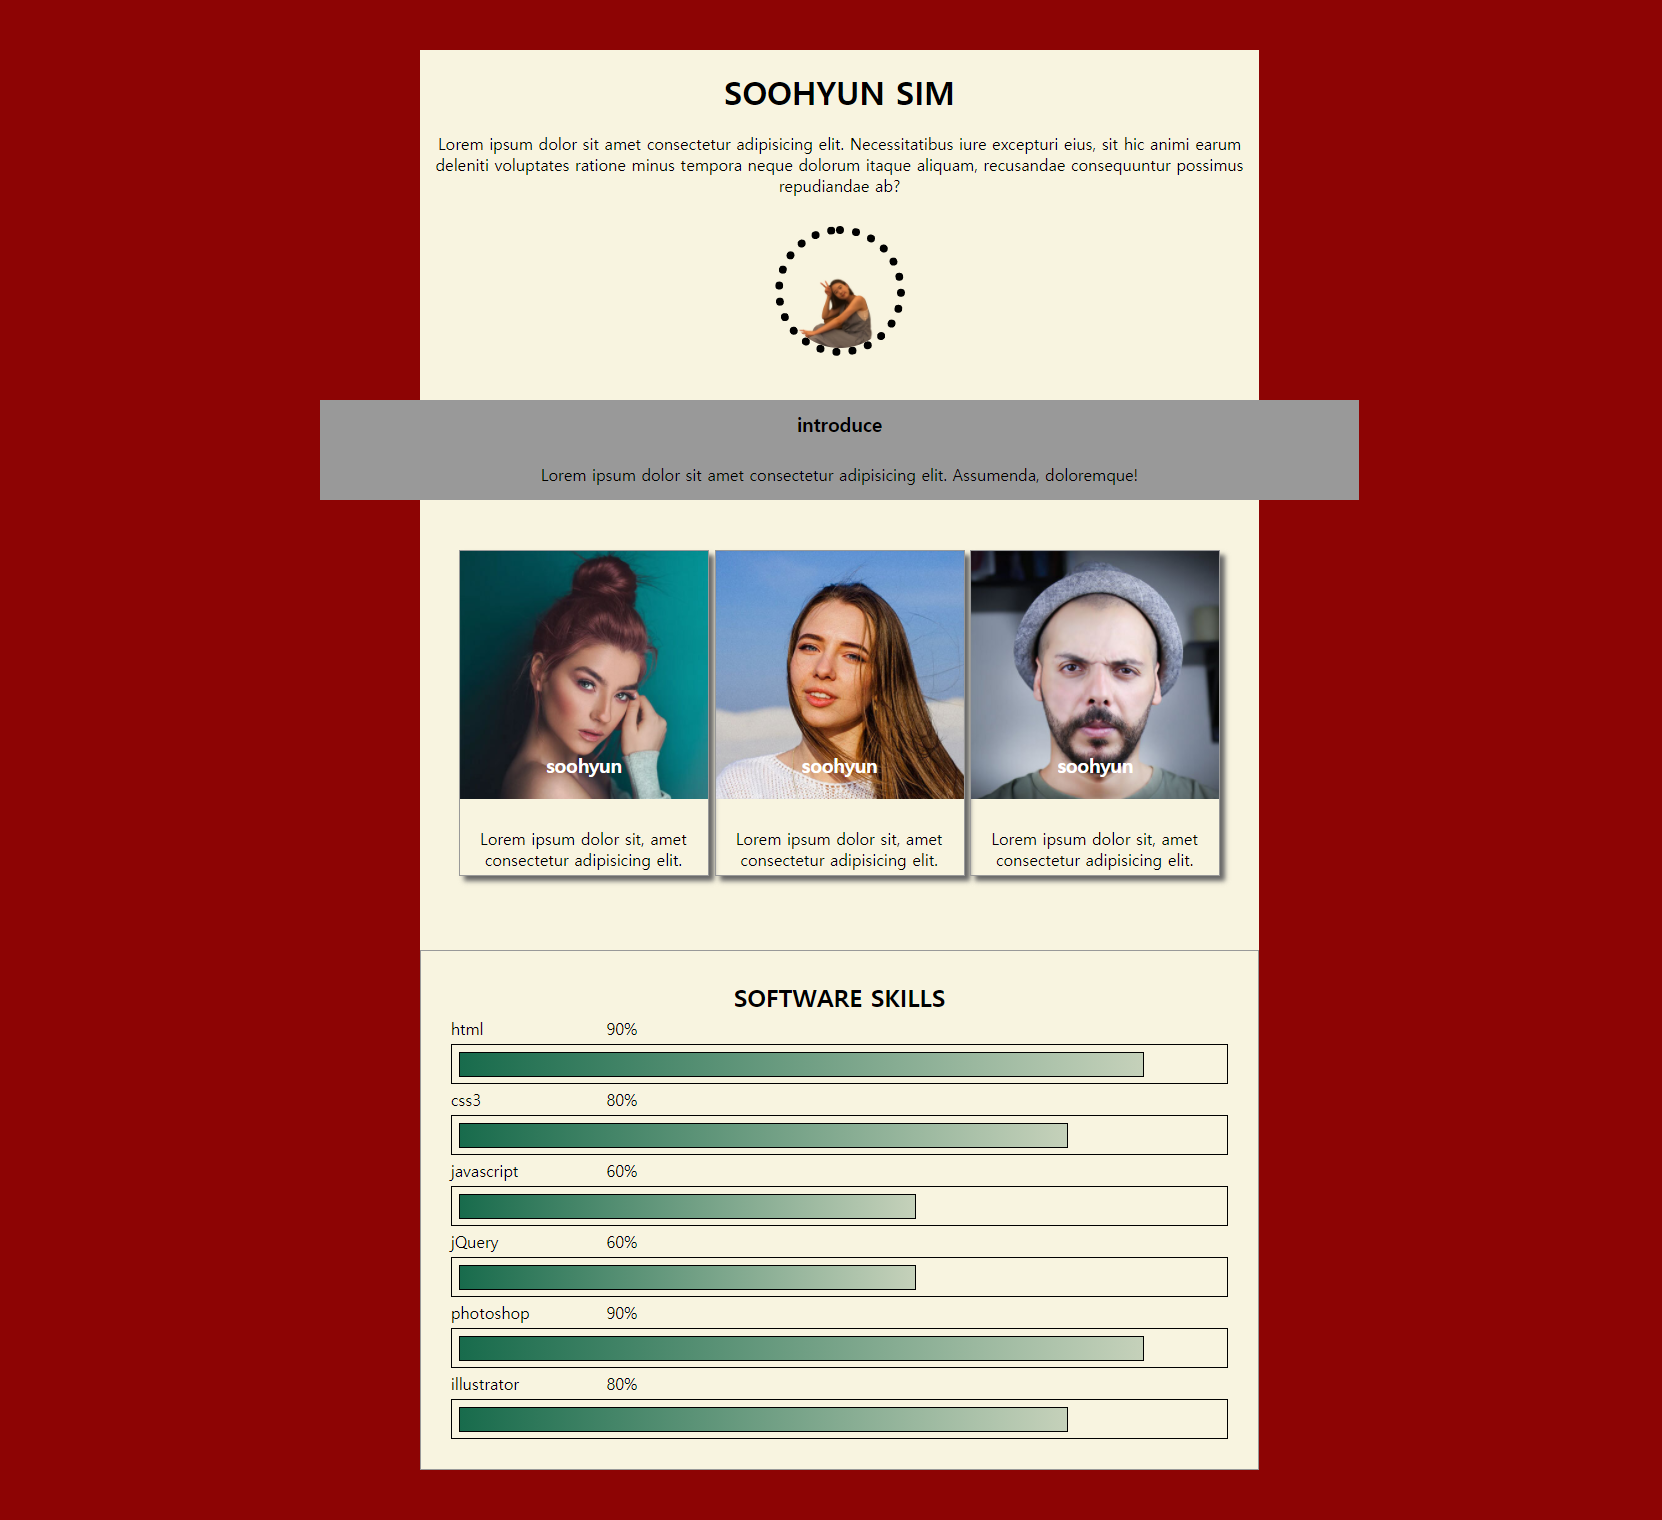 SOOHYUN SIM
Lorem ipsum dolor sit amet consectetur adipisicing elit. Necessitatibus iure excepturi eius, sit hic animi earum
deleniti voluptates ratione minus tempora neque dolorum itaque aliquam, recusandae consequuntur possimus
repudiandae ab?
introduce
Lorem ipsum dolor sit amet consectetur adipisicing elit. Assumenda, doloremque!
soohyun
Lorem ipsum dolor sit, amet
consectetur adipisicing elit.
soohyun
Lorem ipsum dolor sit, amet
consectetur adipisicing elit.
soohyun
Lorem ipsum dolor sit, amet
consectetur adipisicing elit.
SOFTWARE SKILLS
html 90%
css3 80%
javascript 60%
jQuery 60%
photoshop 90%
illustrator 80%